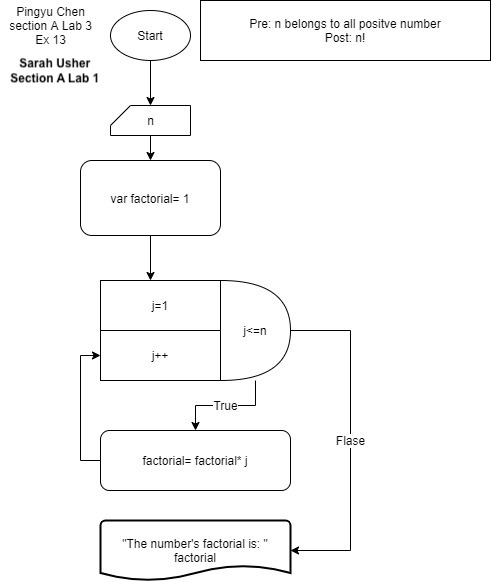 Pingyu Chen
section A Lab 3
Ex 13
Sarah Usher
Section A Lab 1
Start
Pre: n belongs to all positve number
Post: n!
n
var factorial= 1
j=1
j<=n
j++
True
Flase
factorial= factorial* j
"The number's factorial is: "
factorial